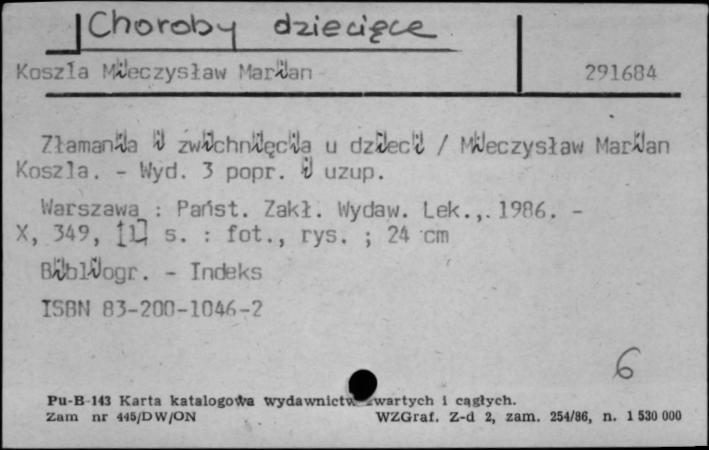 Choroby dziecięce
Koszla Mieczysław Marian 291684
Złamania i zwichnięcia u dzieci / Mieczysław Marian
Koszla. - Wyd. 3 popr. i uzup.
Warszawa : Państ. Zakł. Wydaw. Lek., 1986. -
X, 349, [1] s. : fot., rys. ; 24 cm
Bibliogr. - Indeks
ISBN 83-200-1046-2
6
Pu-B-143 Karta katalogowa wydawnictw zwartych i ciągłych.
Zam nr 445/DW/ON WZGraf. Z-d 2, zam. 254/86, n. 1 530 000